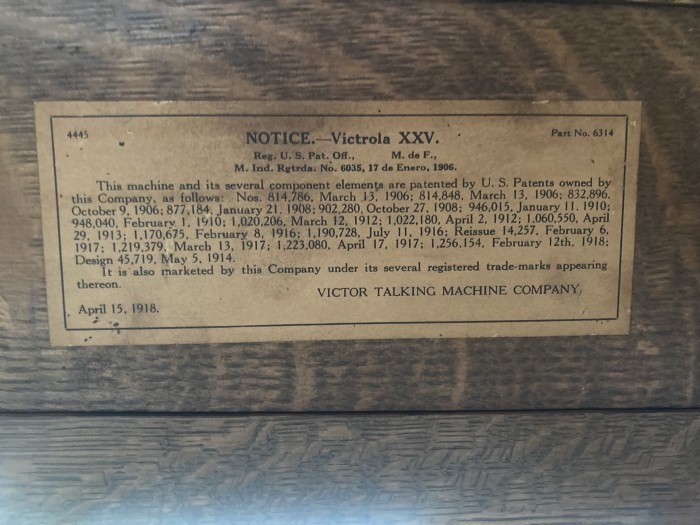 4445
NOTICE.—Victrola XXV.
Part No. 6314
Reg. U. S. Pat. Off., M. de F.,
M. Ind. Rgtrda. No. 6035, 17 de Enero, 1906.
This machine and its several component elements are patented by U. S. Patents owned by
this Company, as follows: Nos. 814,786, March 13, 1906; 814,848, March 13, 1906; 832,896,
October 9, 1906; 877,184, January 21, 1908; 902,280, October 27, 1908; 946,015, January 11, 1910;
948,040, February 1, 1910; 1,020,206, March 12, 1912; 1,022,180, April 2, 1912; 1,060,550, April
29, 1913; 1,170,675, February 8, 1916; 1,190,728, July 11, 1916; Reissue 14,257, February 6,
1917; 1,219,379, March 13, 1917; 1,223,080, April 17, 1917; 1,256,154, February 12th, 1918;
Design 45,719, May 5, 1914.
It is also marketed by this Company under its several registered trade-marks appearing
thereon.
VICTOR TALKING MACHINE COMPANY,
April 15, 1918.